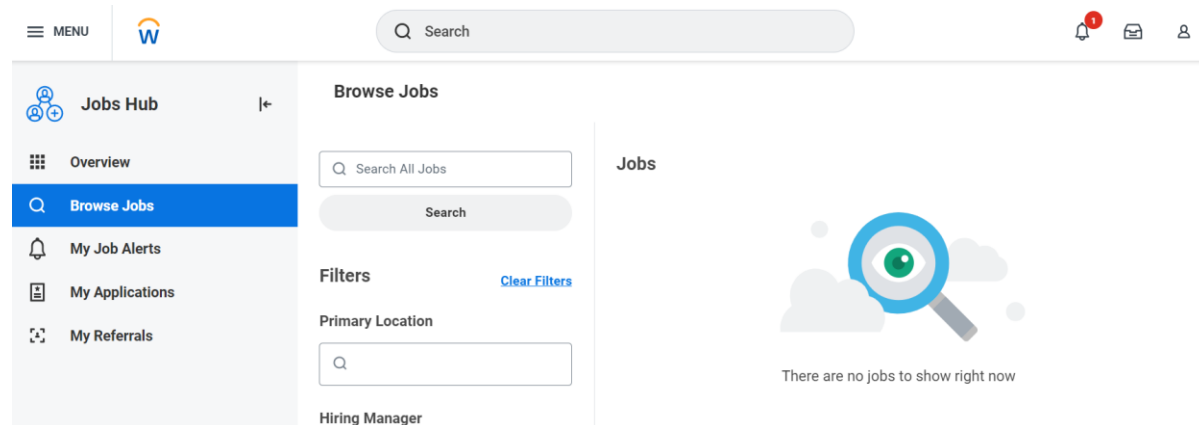 MENU
W
Search
1
Jobs Hub
Overview
Browse Jobs
My Job Alerts
My Applications
My Referrals
Browse Jobs
Search All Jobs
Search
Filters
Clear Filters
Primary Location
Hiring Manager
Jobs
There are no jobs to show right now